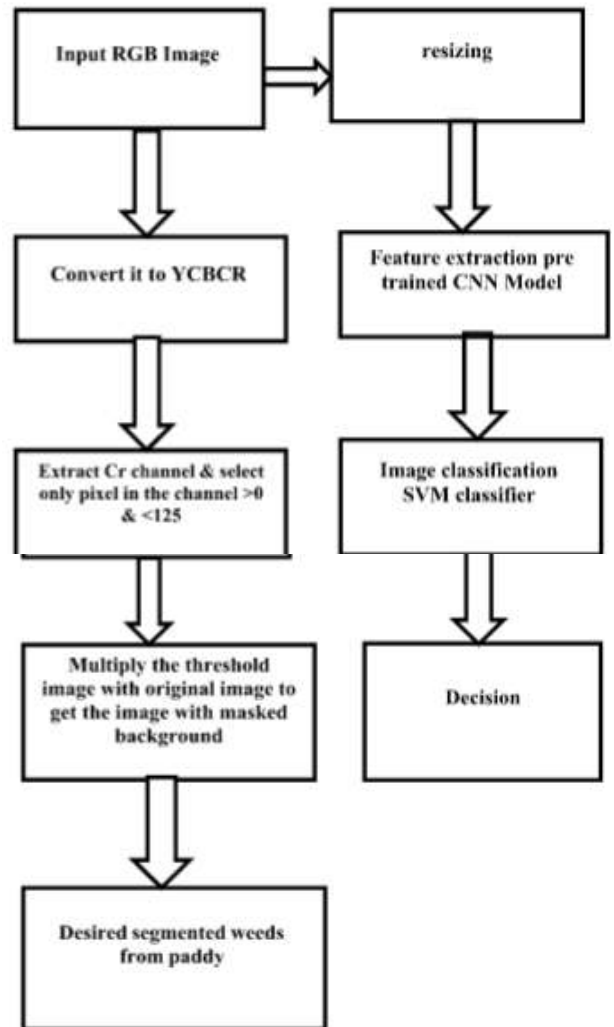 Input RGB Image
resizing
Convert it to YCBCR
Feature extraction pre
trained CNN Model
Extract Cr channel & select
only pixel in the channel >0
& <125
Image classification
SVM classifier
Multiply the threshold
image with original image to
get the image with masked
background
Decision
Desired segmented weeds
from paddy